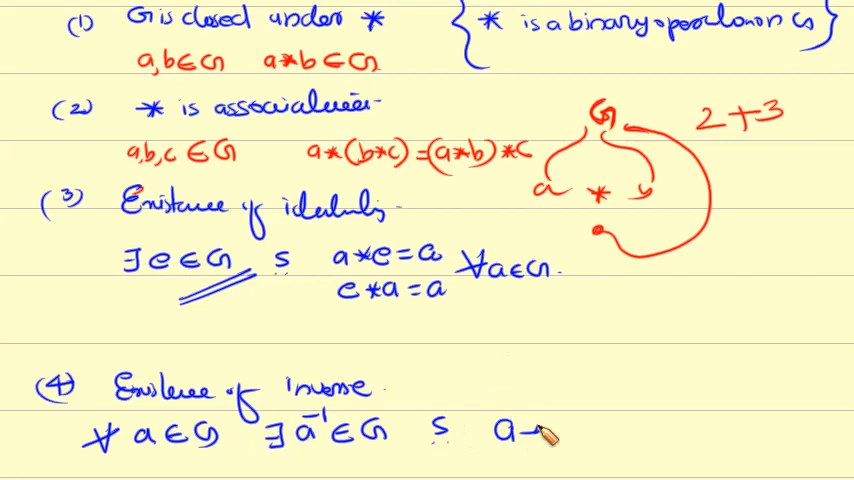 (1) G is closed under * { * is a binary operation on G }
a,b ∈ G a*b ∈ G
(2) * is associative
a,b,c ∈ G a*(b*c)=(a*b)*c
G 2+3
a * y
(3) Existance of identity
∃ e ∈ G s a*e=a ∀ a ∈ G.
e*a=a
(4) Existence of inverse
∀ a ∈ G ∃ a⁻¹ ∈ G s a